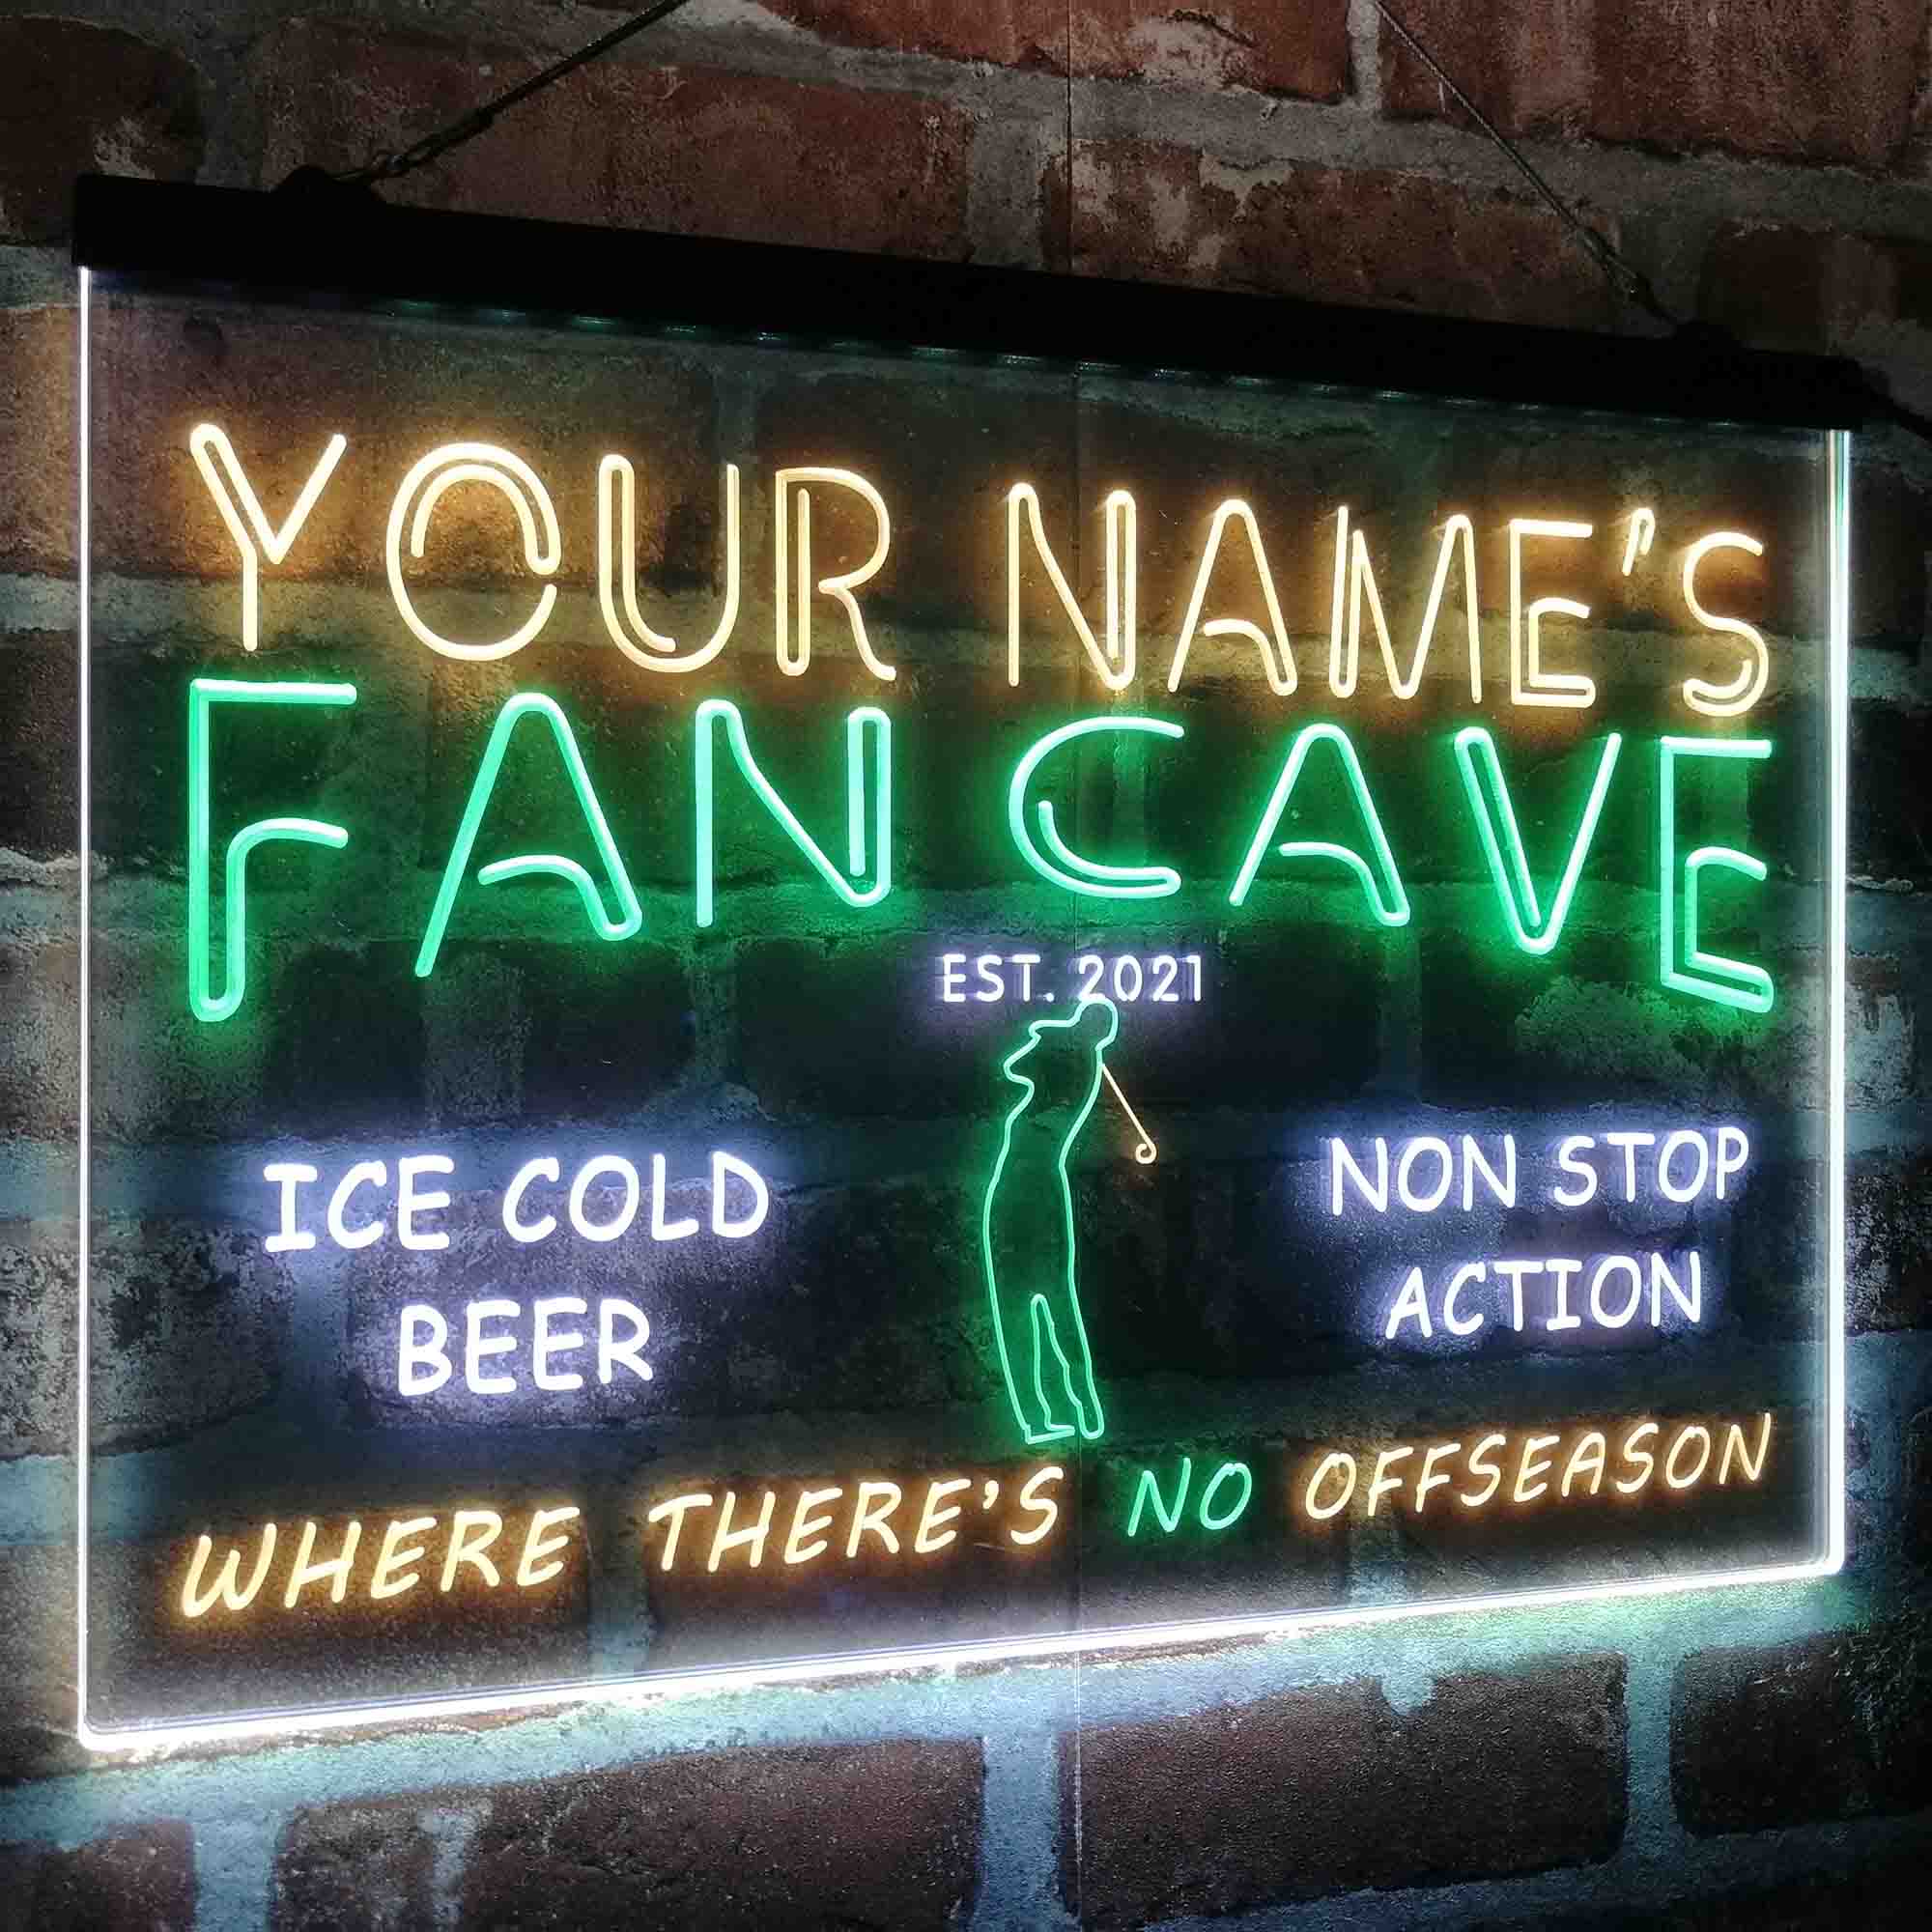 YOUR NAME'S
FAN CAVE
EST. 2021
ICE COLD
BEER
NON STOP
ACTION
WHERE THERE'S NO OFFSEASON